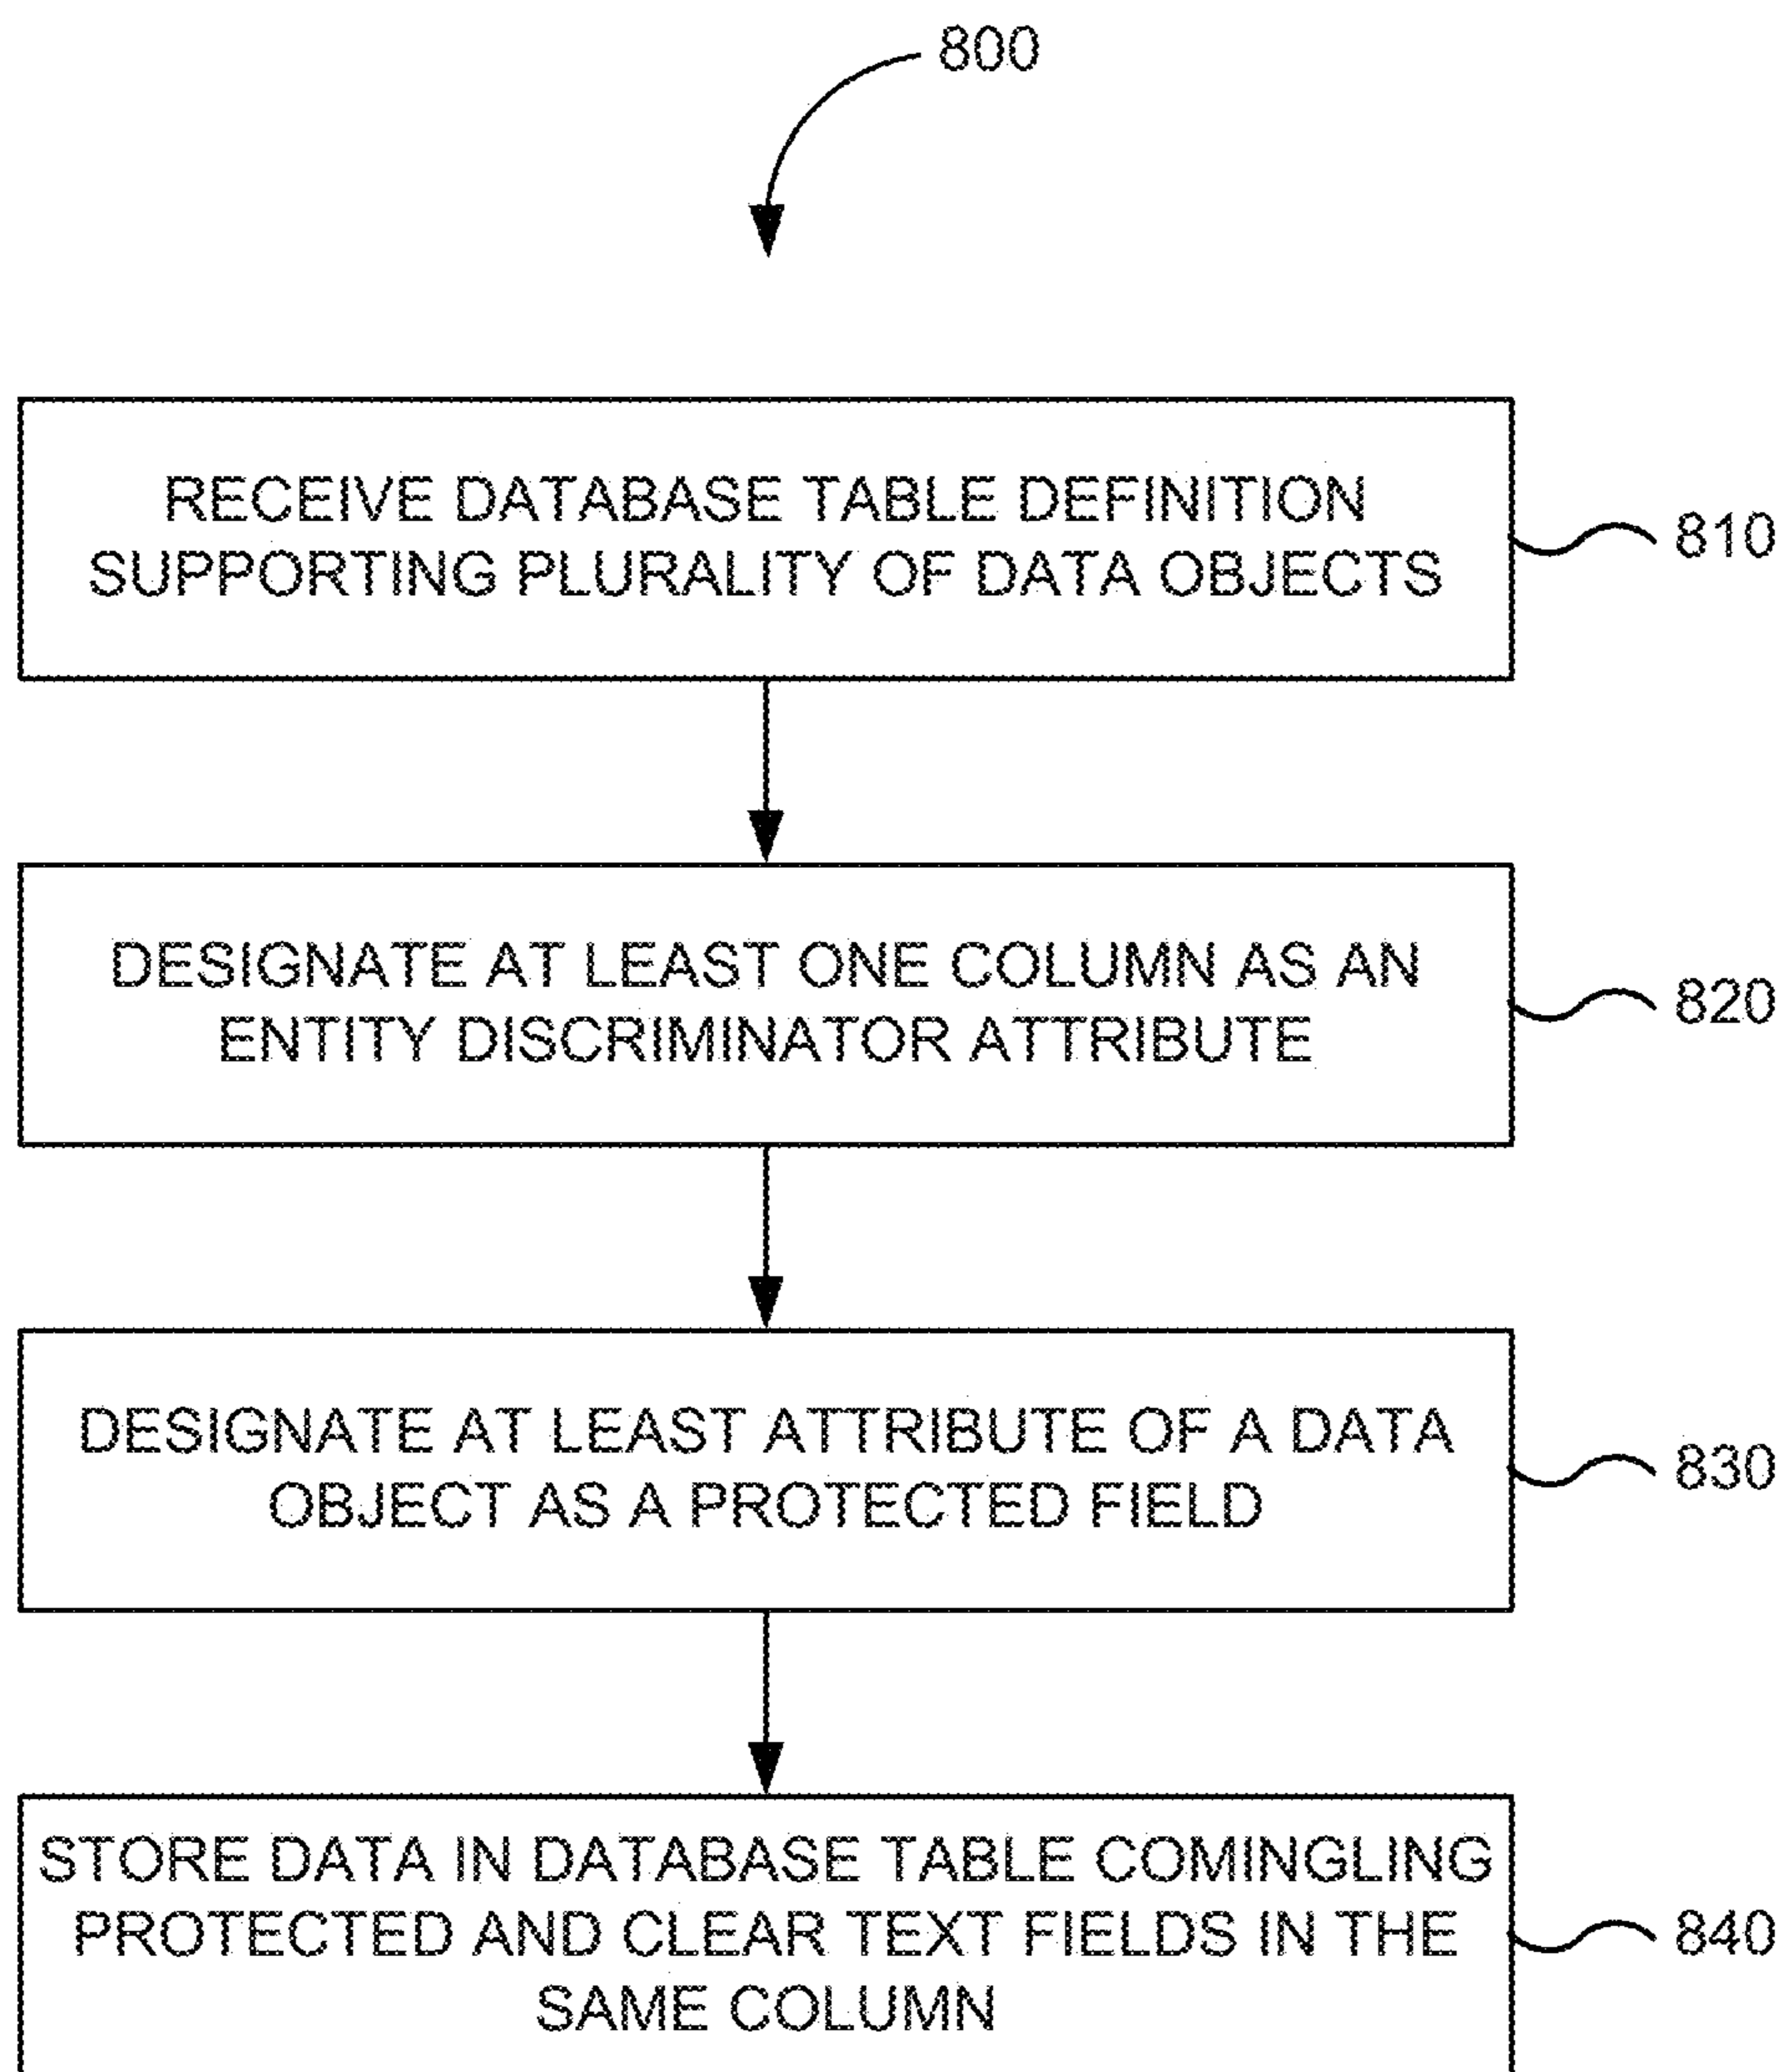 800
RECEIVE DATABASE TABLE DEFINITION
SUPPORTING PLURALITY OF DATA OBJECTS
810
DESIGNATE AT LEAST ONE COLUMN AS AN
ENTITY DISCRIMINATOR ATTRIBUTE
820
DESIGNATE AT LEAST ATTRIBUTE OF A DATA
OBJECT AS A PROTECTED FIELD
830
STORE DATA IN DATABASE TABLE COMINGLING
PROTECTED AND CLEAR TEXT FIELDS IN THE
SAME COLUMN
840